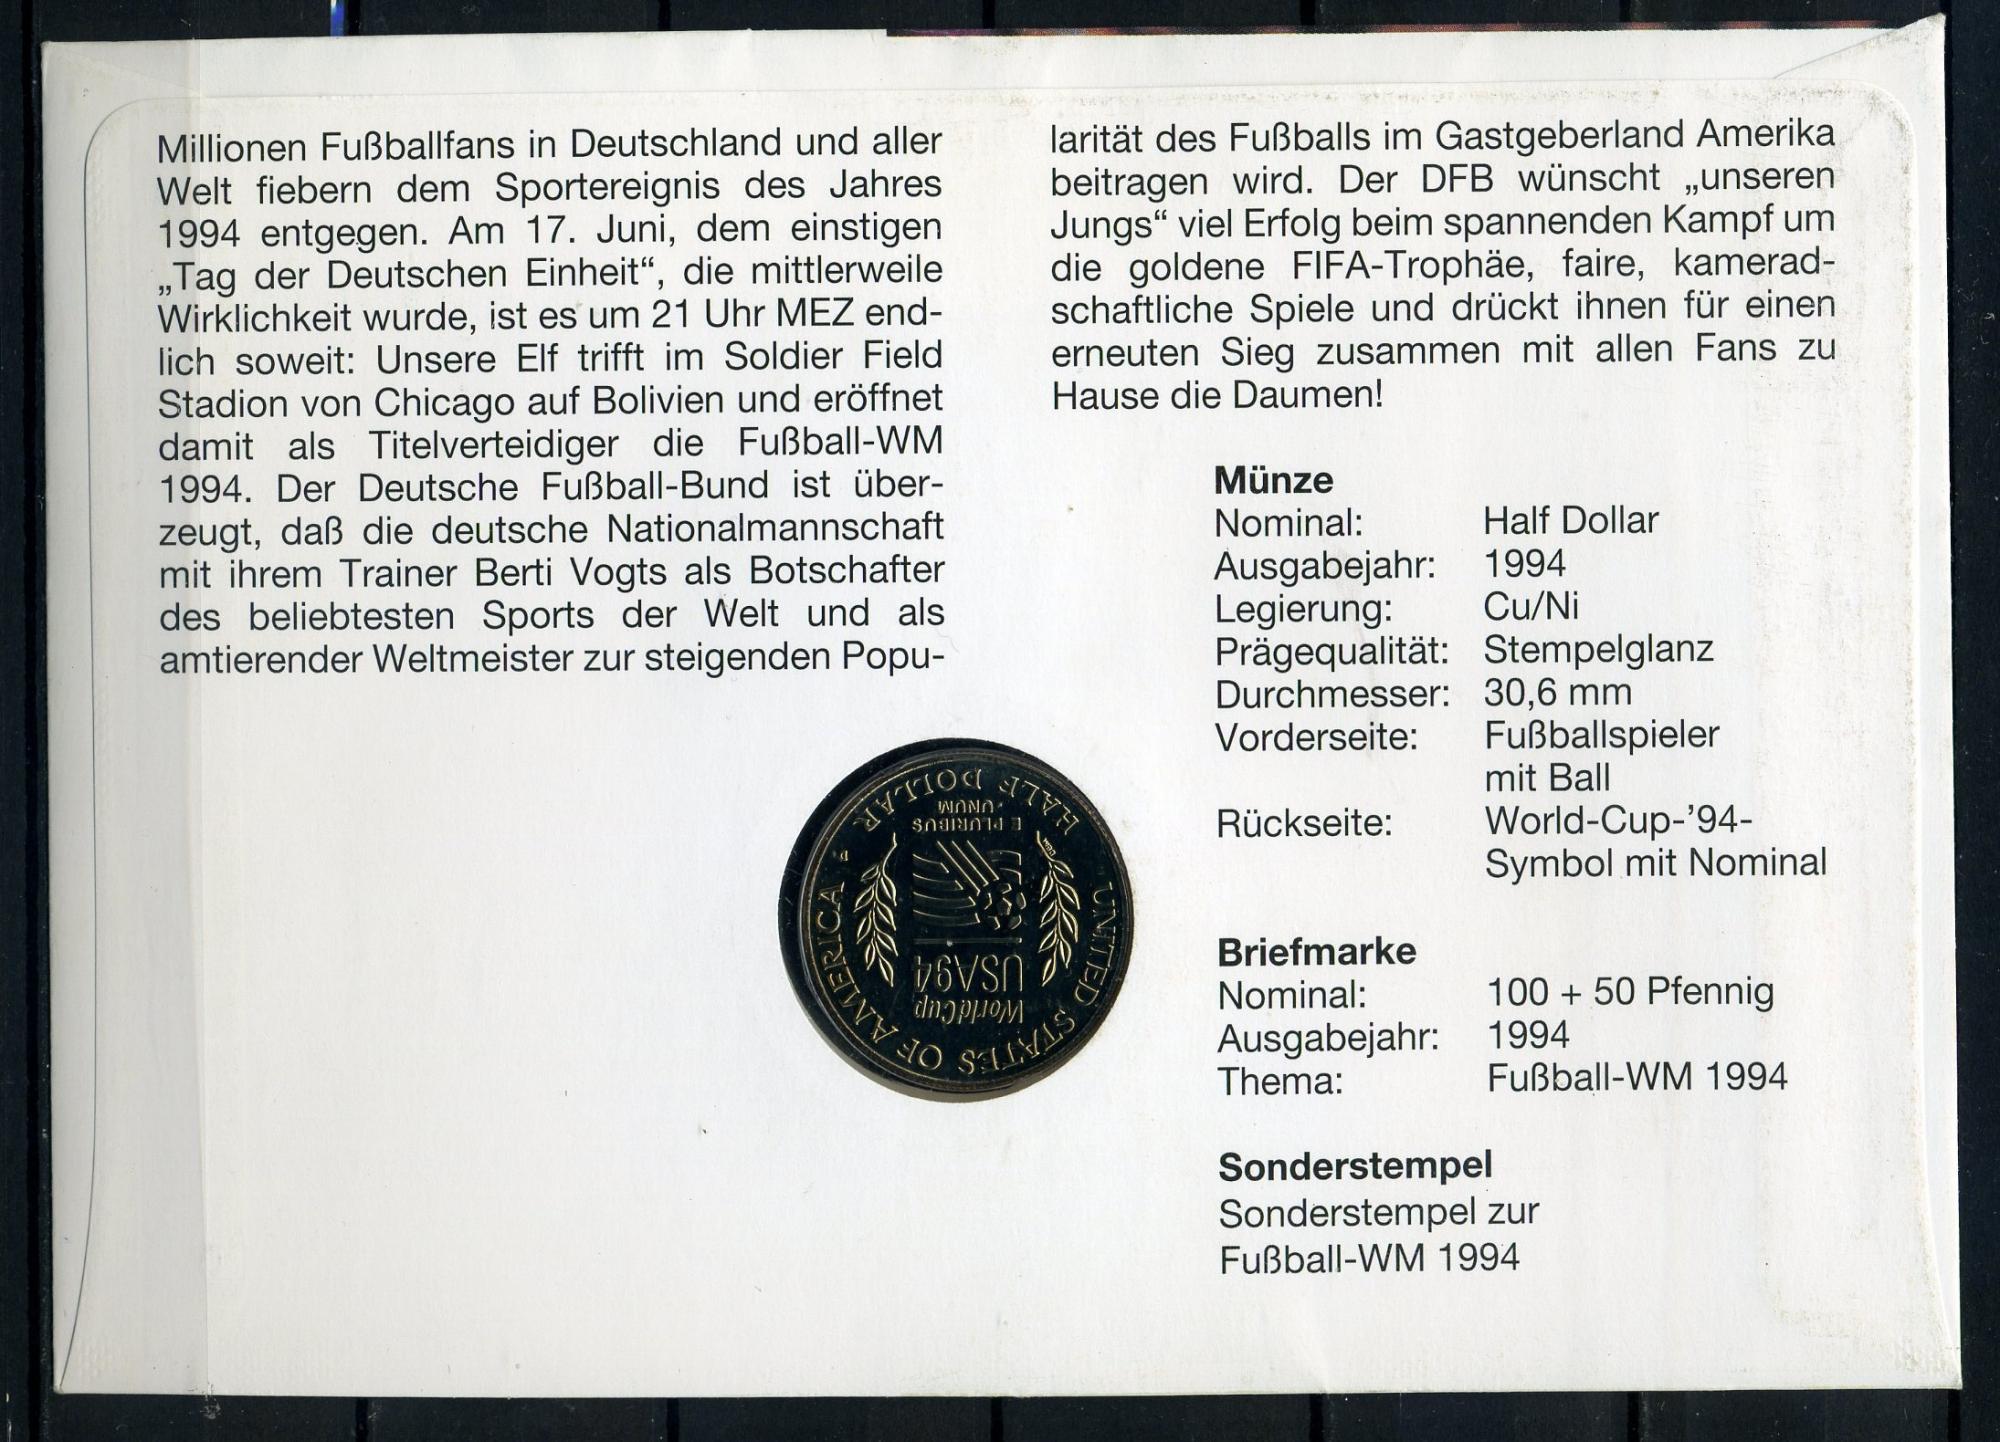 Millionen Fußballfans in Deutschland und aller
Welt fiebern dem Sportereignis des Jahres
1994 entgegen. Am 17. Juni, dem einstigen
„Tag der Deutschen Einheit“, die mittlerweile
Wirklichkeit wurde, ist es um 21 Uhr MEZ end-
lich soweit: Unsere Elf trifft im Soldier Field
Stadion von Chicago auf Bolivien und eröffnet
damit als Titelverteidiger die Fußball-WM
1994. Der Deutsche Fußball-Bund ist über-
zeugt, daß die deutsche Nationalmannschaft
mit ihrem Trainer Berti Vogts als Botschafter
des beliebtesten Sports der Welt und als
amtierender Weltmeister zur steigenden Popu-
larität des Fußballs im Gastgeberland Amerika
beitragen wird. Der DFB wünscht „unseren
Jungs“ viel Erfolg beim spannenden Kampf um
die goldene FIFA-Trophäe, faire, kamerad-
schaftliche Spiele und drückt ihnen für einen
erneuten Sieg zusammen mit allen Fans zu
Hause die Daumen!
Münze
Nominal: Half Dollar
Ausgabejahr: 1994
Legierung: Cu/Ni
Prägequalität: Stempelglanz
Durchmesser: 30,6 mm
Vorderseite: Fußballspieler
mit Ball
Rückseite: World-Cup-’94-
Symbol mit Nominal
Briefmarke
Nominal: 100 + 50 Pfennig
Ausgabejahr: 1994
Thema: Fußball-WM 1994
Sonderstempel
Sonderstempel zur
Fußball-WM 1994
UNITED STATES OF AMERICA
WorldCup
USA94
E PLURIBUS
UNUM
HALF DOLLAR